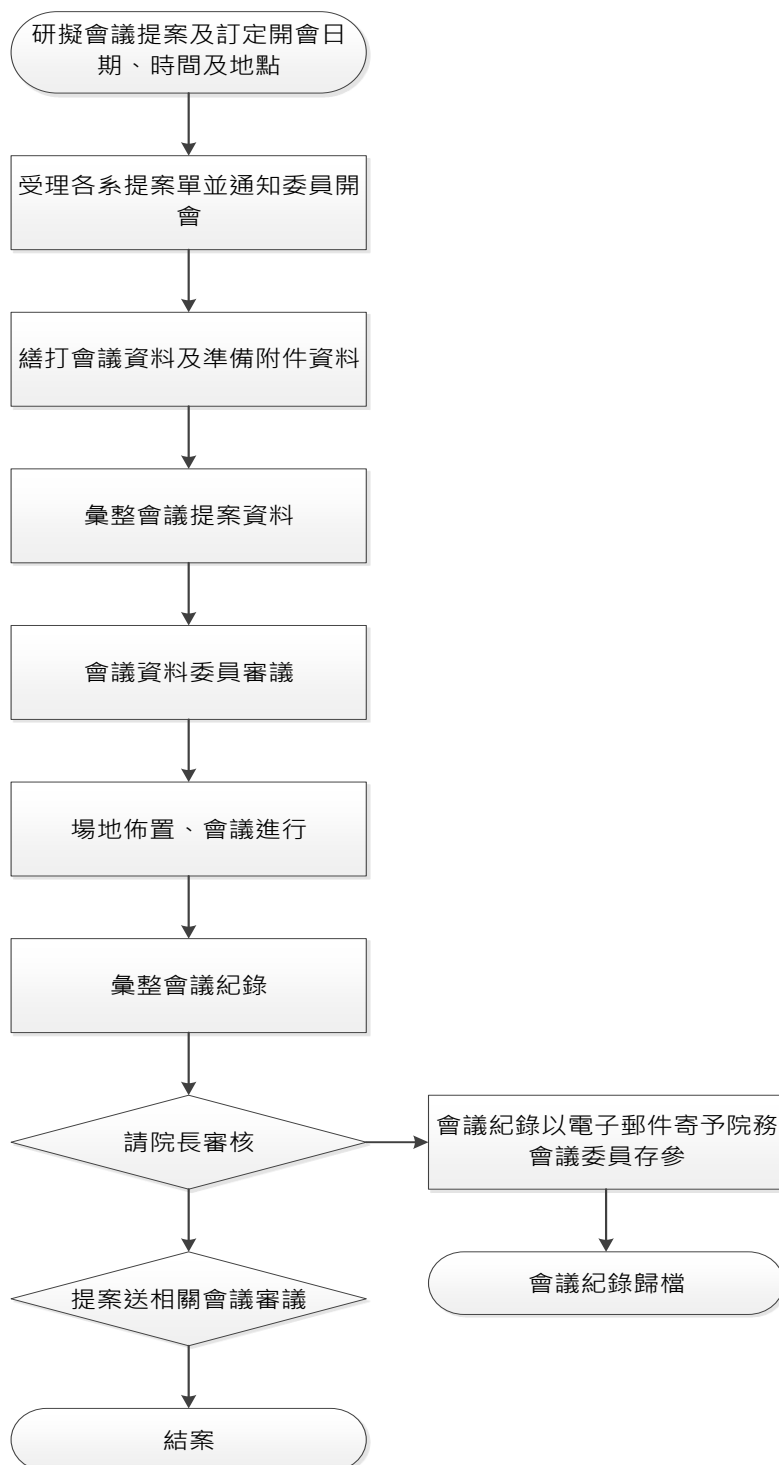 研擬會議提案及訂定開會日
期、時間及地點
受理各系提案單並通知委員開
會
繕打會議資料及準備附件資料
彙整會議提案資料
會議資料委員審議
場地佈置、會議進行
彙整會議紀錄
請院長審核
會議紀錄以電子郵件寄予院務
會議委員存參
提案送相關會議審議
會議紀錄歸檔
結案